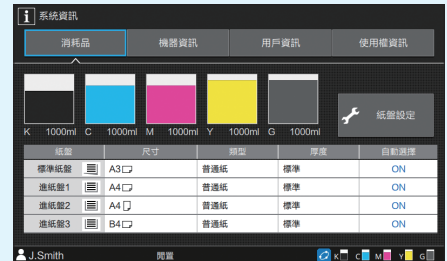 i 系統資訊
消耗品 機器資訊 用戶資訊 使用權資訊
K 1000ml C 1000ml M 1000ml Y 1000ml G 1000ml 紙盤設定
紙盤 尺寸 類型 厚度 自動選擇
標準紙盤 A3 普通紙 標準 ON
進紙盤1 A4 普通紙 標準 ON
進紙盤2 A4 普通紙 標準 ON
進紙盤3 B4 普通紙 標準 ON
J.Smith 閒置 K C M Y G